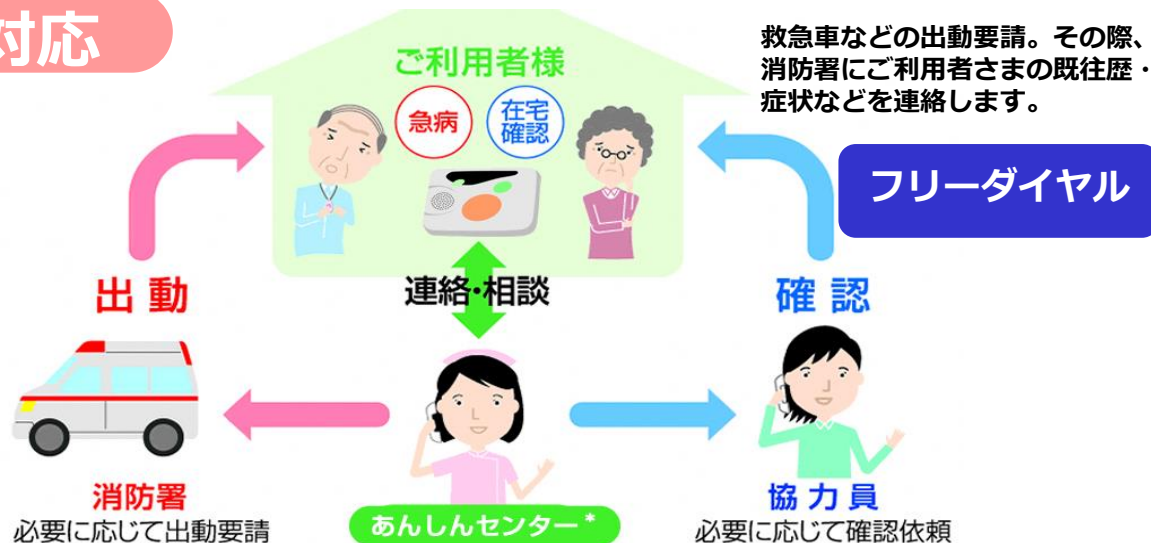 対応
救急車などの出動要請。その際、
消防署にご利用者さまの既往歴・
症状などを連絡します。
ご利用者様
急病
在宅
確認
フリーダイヤル
出動
連絡・相談
確認
消防署
必要に応じて出動要請
あんしんセンター*
協力員
必要に応じて確認依頼